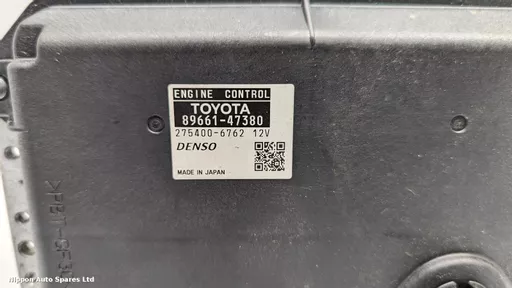 ENGINE CONTROL
TOYOTA
89661-47380
275400-6762 12V
DENSO
MADE IN JAPAN
Nippon Auto Spares Ltd